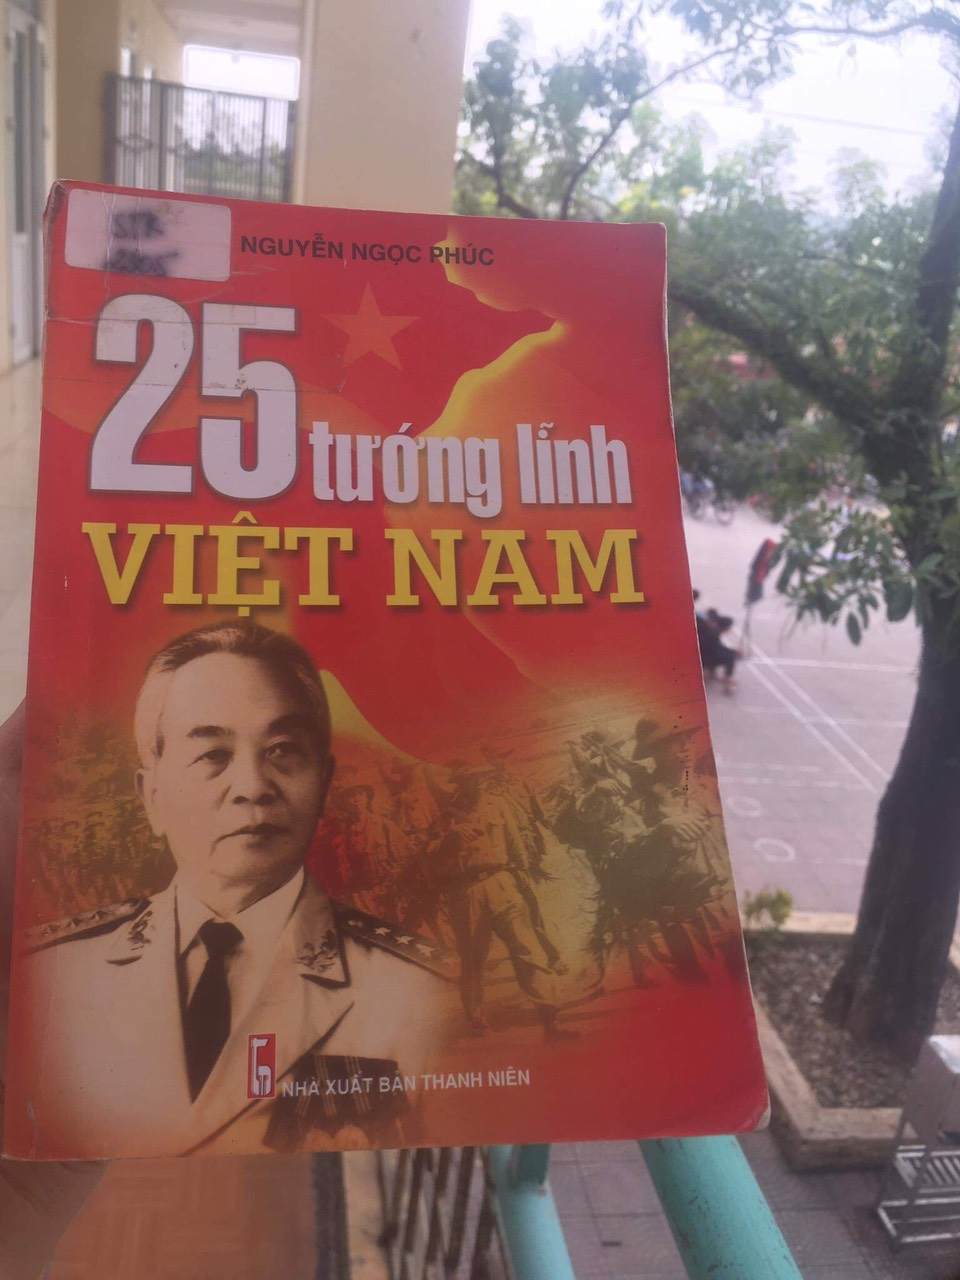 NGUYỄN NGỌC PHÚC
25 tướng lĩnh
VIỆT NAM
NHÀ XUẤT BẢN THANH NIÊN